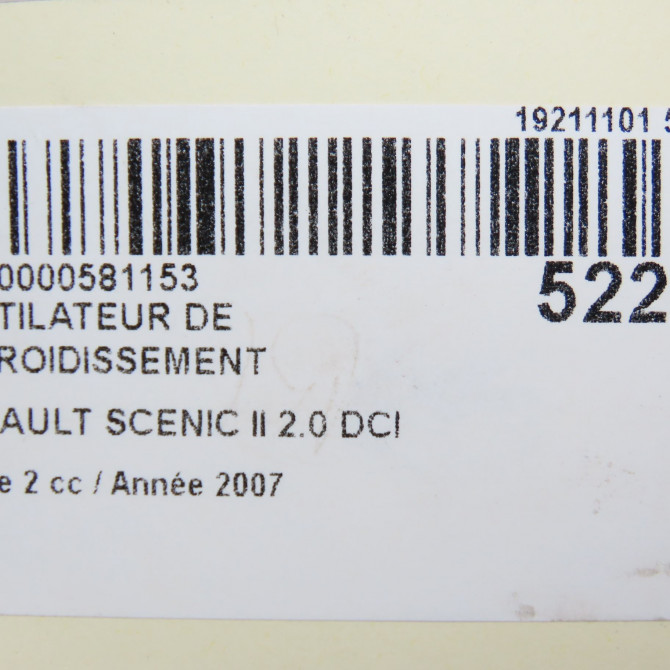 19211101 5
0000581153
522
TILATEUR DE
ROIDISSEMENT
AULT SCENIC II 2.0 DCI
e 2 cc / Année 2007